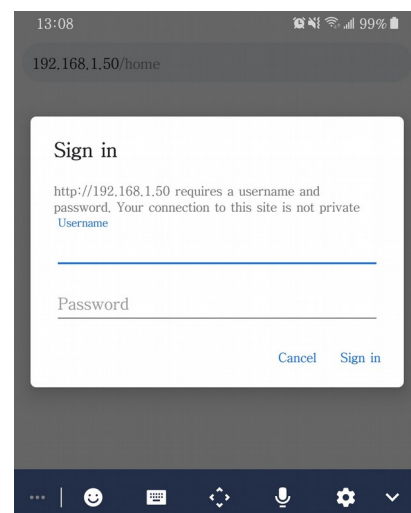 13:08
99%
192.168.1.50/home
Sign in
http://192.168.1.50 requires a username and
password. Your connection to this site is not private
Username
Password
Cancel Sign in